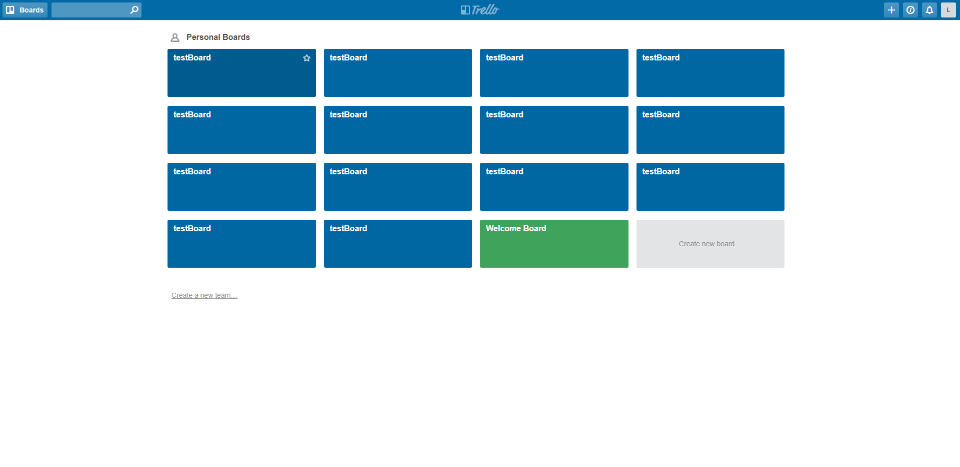 Boards
Trello
L
Personal Boards
testBoard
testBoard
testBoard
testBoard
testBoard
testBoard
testBoard
testBoard
testBoard
testBoard
testBoard
testBoard
testBoard
testBoard
Welcome Board
Create new board...
Create a new team...